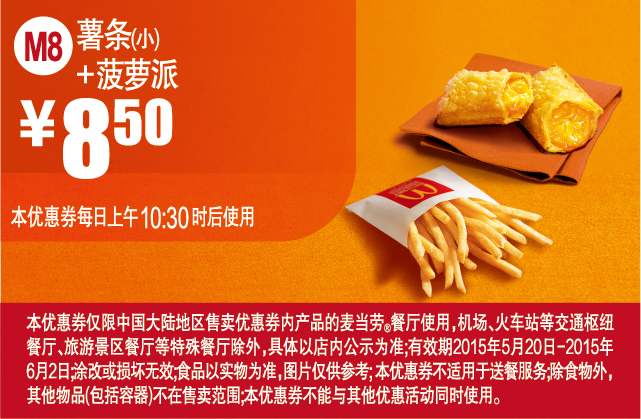 M8
薯条(小)
+菠萝派
¥8.50
本优惠券每日上午10:30时后使用
本优惠券仅限中国大陆地区售卖优惠券内产品的麦当劳®餐厅使用,机场、火车站等交通枢纽
餐厅、旅游景区餐厅等特殊餐厅除外,具体以店内公示为准;有效期2015年5月20日-2015年
6月2日;涂改或损坏无效;食品以实物为准,图片仅供参考;本优惠券不适用于送餐服务;除食物外,
其他物品(包括容器)不在售卖范围;本优惠券不能与其他优惠活动同时使用。